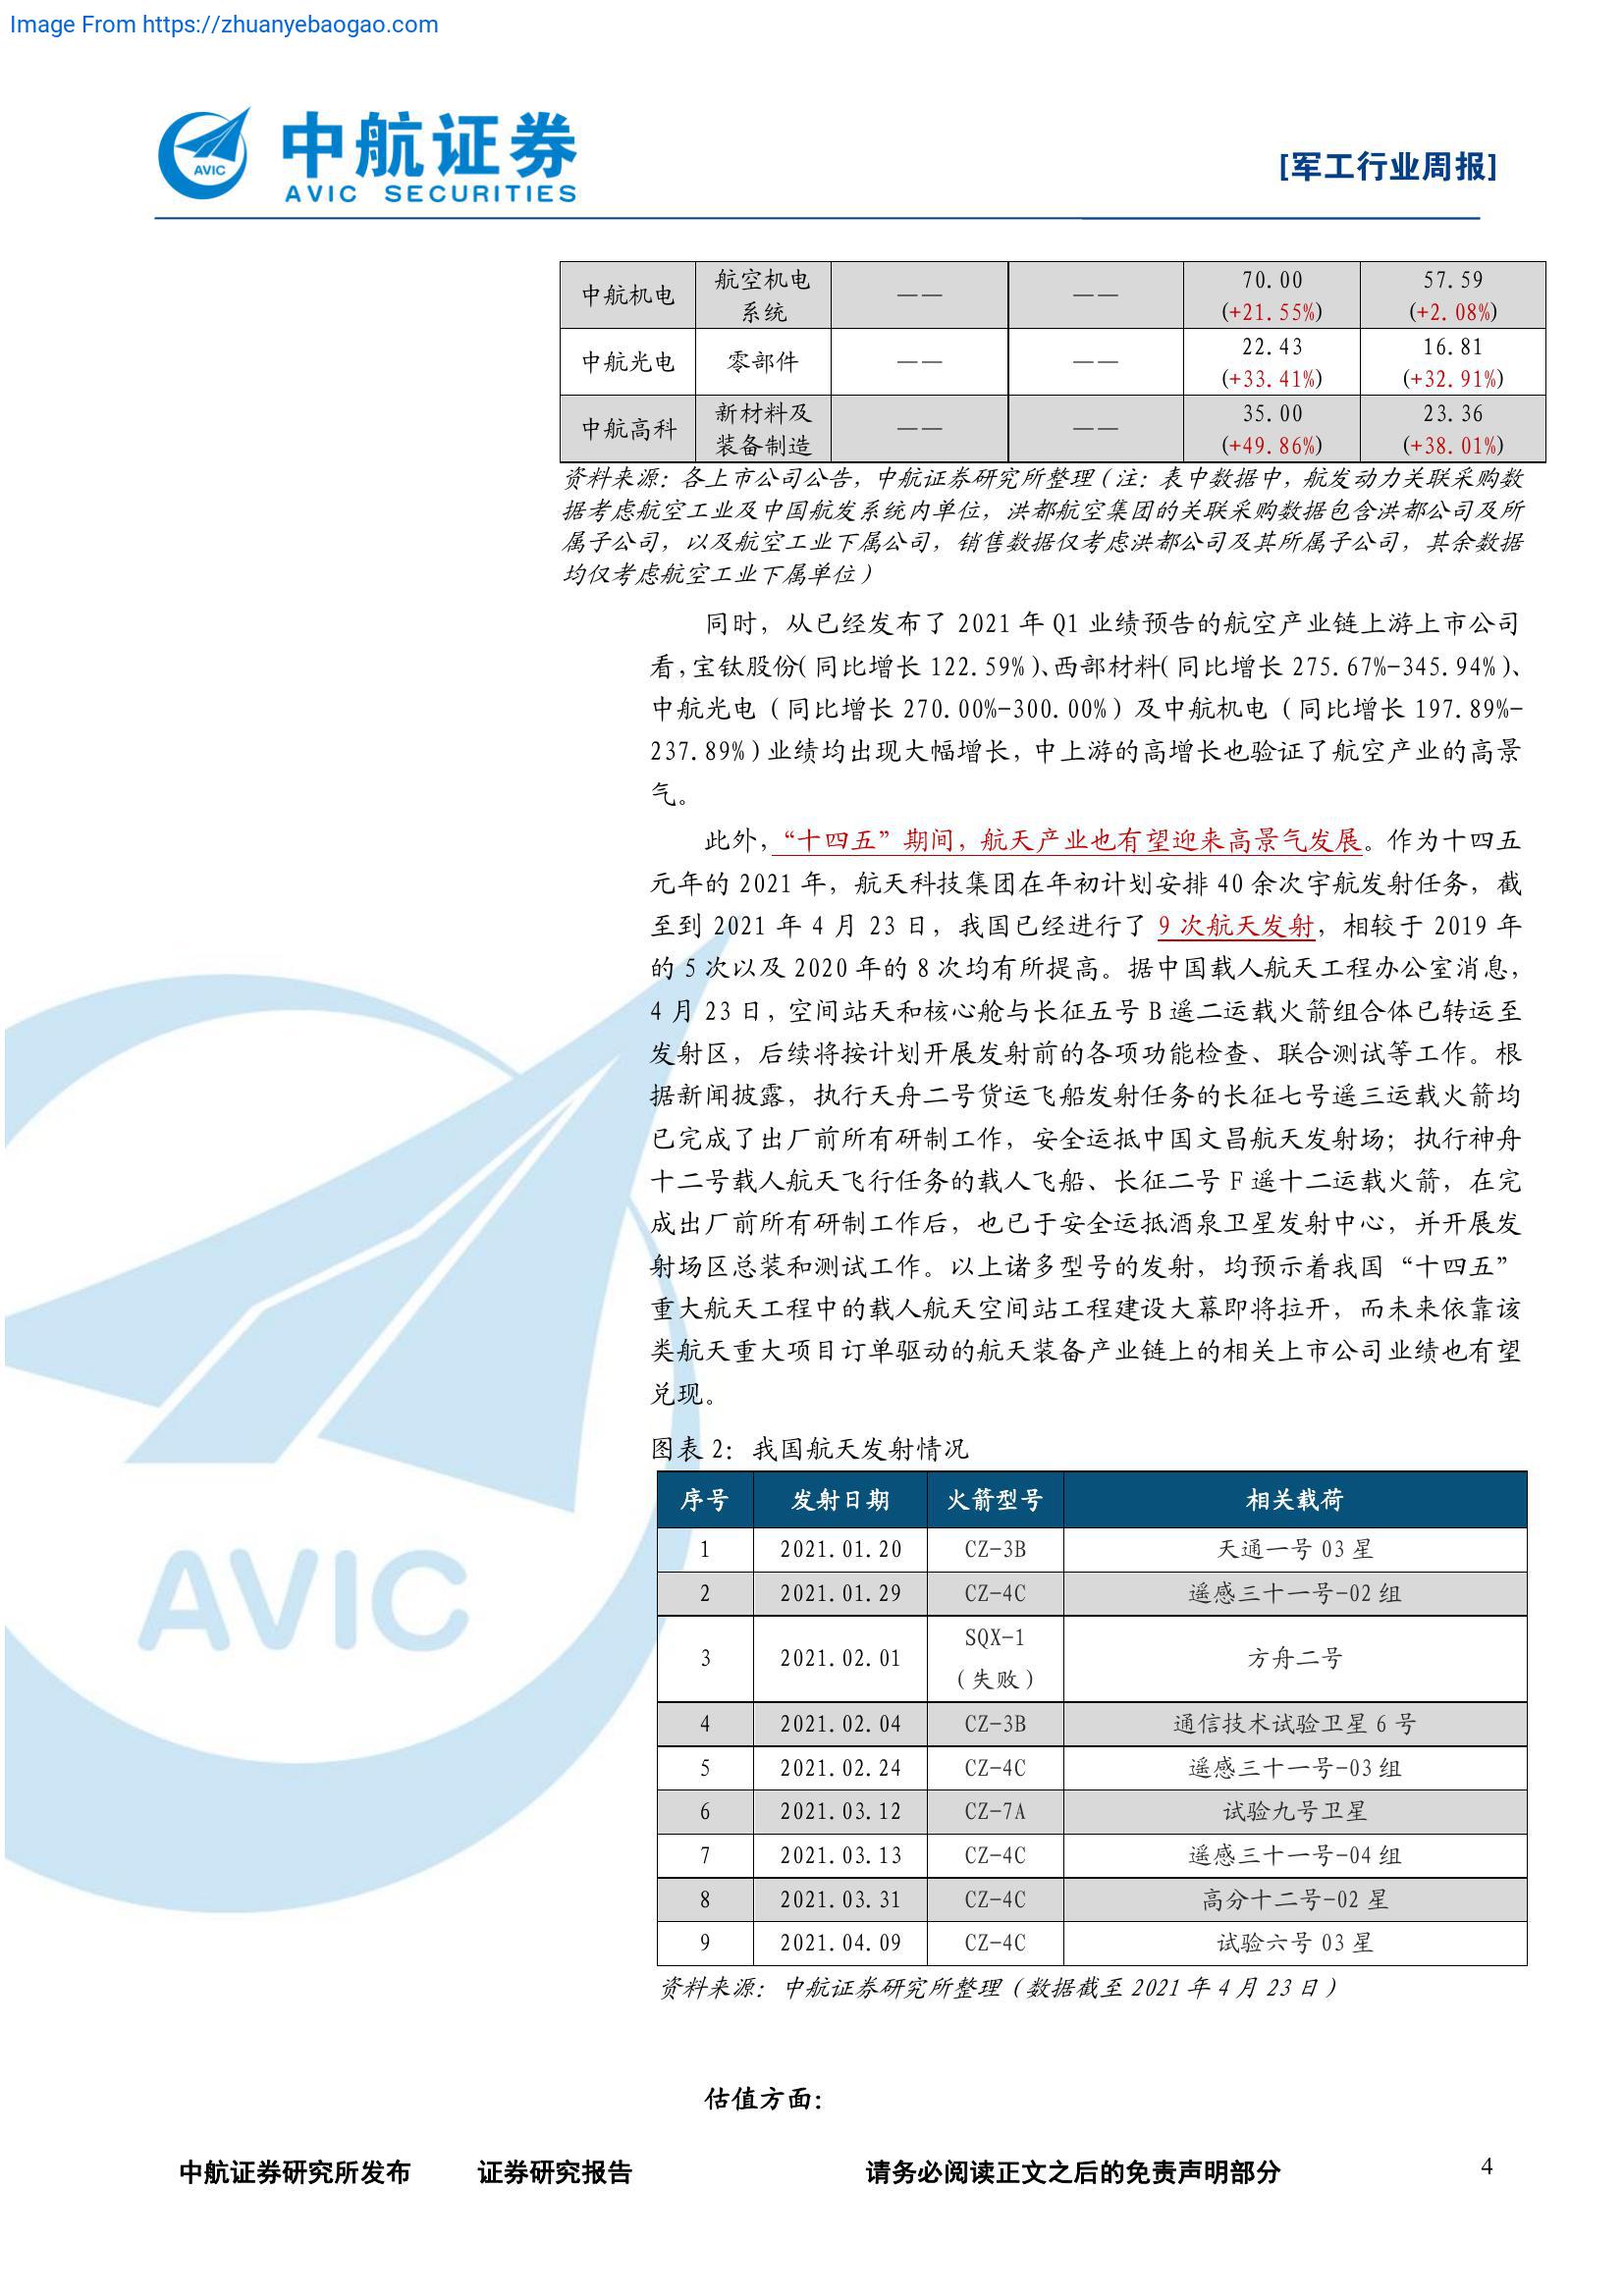 Image From https://zhuanyebaogao.com
AVIC
中航证券
AVIC SECURITIES
[军工行业周报]
中航机电 航空机电系统 —— —— 70.00 (+21.55%) 57.59 (+2.08%)
中航光电 零部件 —— —— 22.43 (+33.41%) 16.81 (+32.91%)
中航高科 新材料及装备制造 —— —— 35.00 (+49.86%) 23.36 (+38.01%)
资料来源：各上市公司公告，中航证券研究所整理（注：表中数据中，航发动力关联采购数
据考虑航空工业及中国航发系统内单位，洪都航空集团的关联采购数据包含洪都公司及所
属子公司，以及航空工业下属公司，销售数据仅考虑洪都公司及其所属子公司，其余数据
均仅考虑航空工业下属单位）
同时，从已经发布了 2021 年 Q1 业绩预告的航空产业链上游上市公司
看，宝钛股份（同比增长 122.59%）、西部材料（同比增长 275.67%-345.94%）、
中航光电（同比增长 270.00%-300.00%）及中航机电（同比增长 197.89%-
237.89%）业绩均出现大幅增长，中上游的高增长也验证了航空产业的高景
气。
此外，“十四五”期间，航天产业也有望迎来高景气发展。作为十四五
元年的 2021 年，航天科技集团在年初计划安排 40 余次宇航发射任务，截
至到 2021 年 4 月 23 日，我国已经进行了 9 次航天发射，相较于 2019 年
的 5 次以及 2020 年的 8 次均有所提高。据中国载人航天工程办公室消息，
4 月 23 日，空间站天和核心舱与长征五号 B 遥二运载火箭组合体已转运至
发射区，后续将按计划开展发射前的各项功能检查、联合测试等工作。根
据新闻披露，执行天舟二号货运飞船发射任务的长征七号遥三运载火箭均
已完成了出厂前所有研制工作，安全运抵中国文昌航天发射场；执行神舟
十二号载人航天飞行任务的载人飞船、长征二号 F 遥十二运载火箭，在完
成出厂前所有研制工作后，也已于安全运抵酒泉卫星发射中心，并开展发
射场区总装和测试工作。以上诸多型号的发射，均预示着我国“十四五”
重大航天工程中的载人航天空间站工程建设大幕即将拉开，而未来依靠该
类航天重大项目订单驱动的航天装备产业链上的相关上市公司业绩也有望
兑现。
图表 2：我国航天发射情况
序号 发射日期 火箭型号 相关载荷
1 2021.01.20 CZ-3B 天通一号 03 星
2 2021.01.29 CZ-4C 遥感三十一号-02 组
3 2021.02.01 SQX-1（失败） 方舟二号
4 2021.02.04 CZ-3B 通信技术试验卫星 6 号
5 2021.02.24 CZ-4C 遥感三十一号-03 组
6 2021.03.12 CZ-7A 试验九号卫星
7 2021.03.13 CZ-4C 遥感三十一号-04 组
8 2021.03.31 CZ-4C 高分十二号-02 星
9 2021.04.09 CZ-4C 试验六号 03 星
资料来源：中航证券研究所整理（数据截至 2021 年 4 月 23 日）
AVIC
估值方面：
中航证券研究所发布 证券研究报告 请务必阅读正文之后的免责声明部分 4